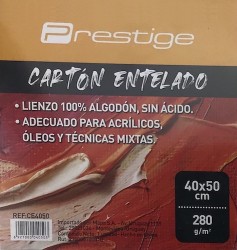 Prestige
CARTÓN ENTELADO
• LIENZO 100% ALGODÓN, SIN ÁCIDO.
• ADECUADO PARA ACRÍLICOS,
ÓLEOS Y TÉCNICAS MIXTAS.
40x50
cm
280
g/m²
REF:CE4050